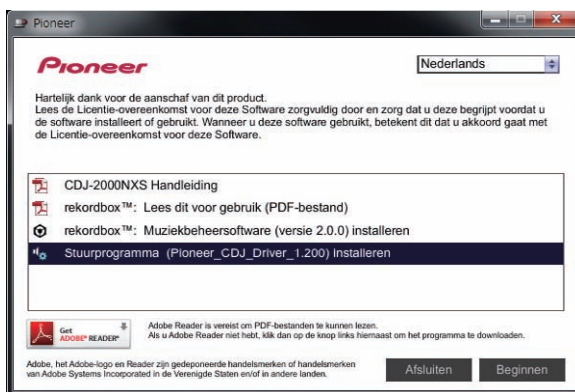 Pioneer
Pioneer
Nederlands
Hartelijk dank voor de aanschaf van dit product.
Lees de Licentie-overeenkomst voor deze Software zorgvuldig door en zorg dat u deze begrijpt voordat u
de software installeert of gebruikt. Wanneer u deze software gebruikt, betekent dit dat u akkoord gaat met
de Licentie-overeenkomst voor deze Software.
CDJ-2000NXS Handleiding
rekordbox™: Lees dit voor gebruik (PDF-bestand)
rekordbox™: Muziekbeheersoftware (versie 2.0.0) installeren
Stuurprogramma (Pioneer_CDJ_Driver_1.200) installeren
Get
ADOBE® READER®
Adobe Reader is vereist om PDF-bestanden te kunnen lezen.
Als u Adobe Reader niet hebt, klik dan op de knop links hiernaast om het programma te downloaden.
Adobe, het Adobe-logo en Reader zijn gedeponeerde handelsmerken of handelsmerken
van Adobe Systems Incorporated in de Verenigde Staten en/of in andere landen.
Afsluiten
Beginnen